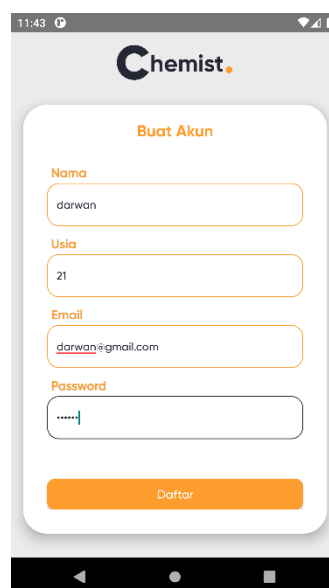 11:43
Chemist.
Buat Akun
Nama
darwan
Usia
21
Email
darwan@gmail.com
Password
••••••
Daftar